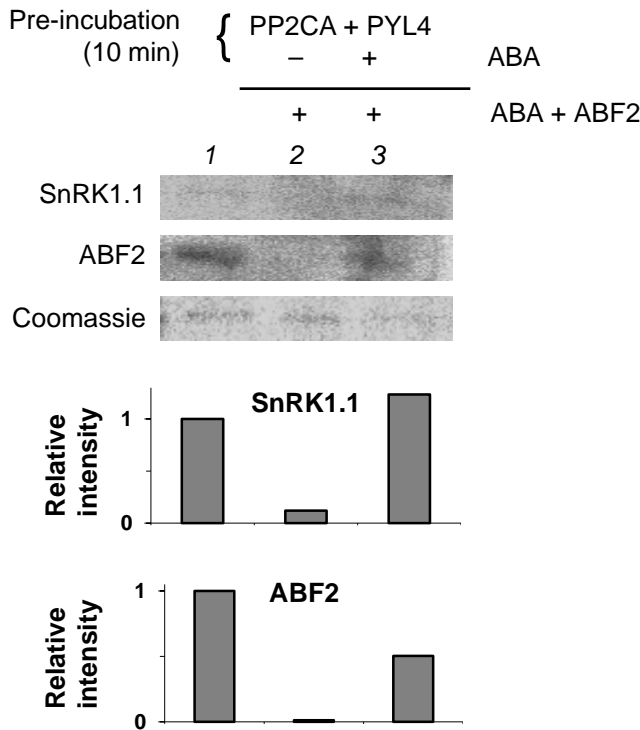 Pre-incubation (10 min) { PP2CA + PYL4
– + ABA
+ + ABA + ABF2
1 2 3
SnRK1.1
ABF2
Coomassie
SnRK1.1
Relative intensity
1
0
ABF2
Relative intensity
1
0